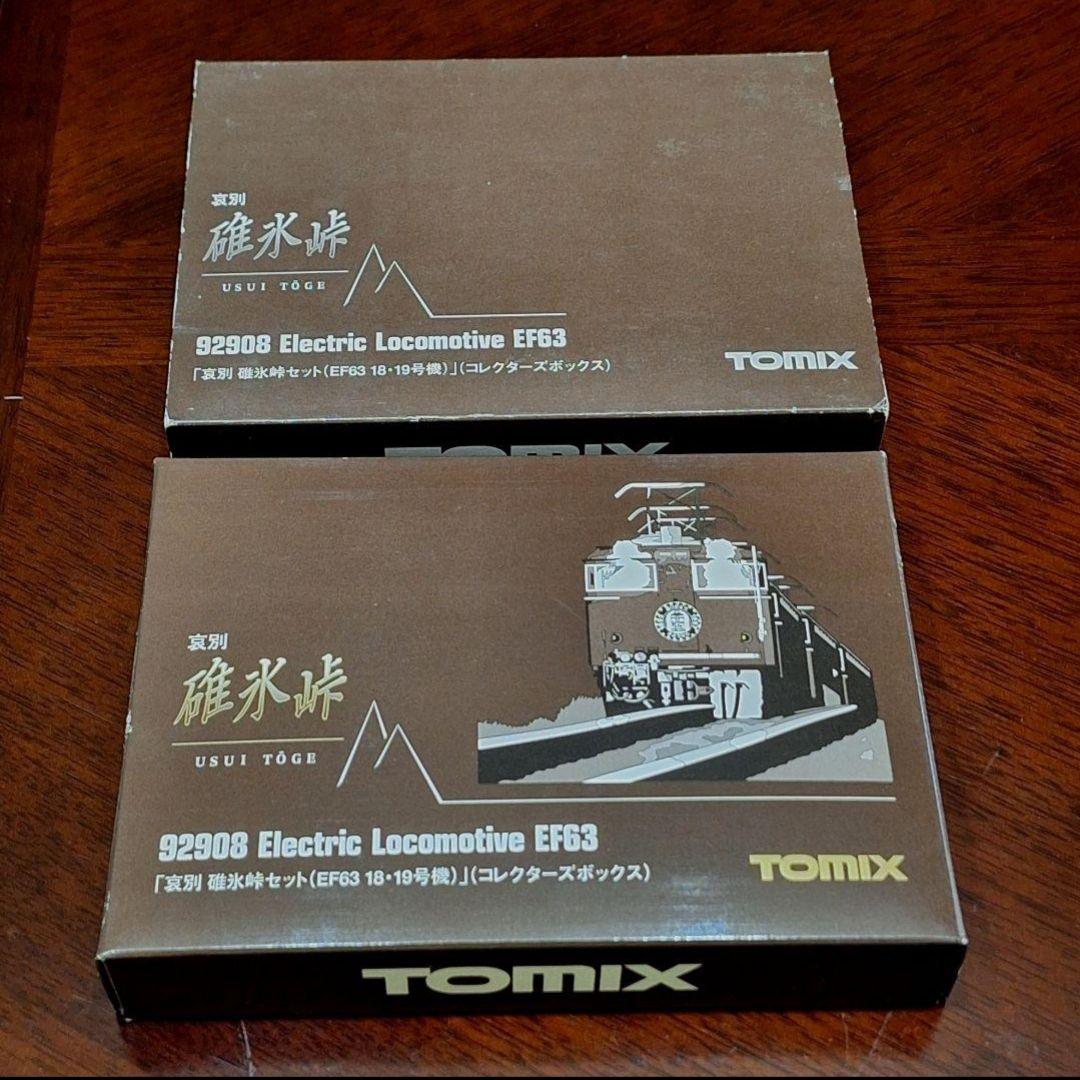 哀別
碓氷峠
USUI TŌGE
92908 Electric Locomotive EF63
「哀別 碓氷峠セット(EF63 18・19号機)」(コレクターズボックス)
TOMIX
TOMIX
哀別
碓氷峠
USUI TŌGE
92908 Electric Locomotive EF63
「哀別 碓氷峠セット(EF63 18・19号機)」(コレクターズボックス)
TOMIX
TOMIX